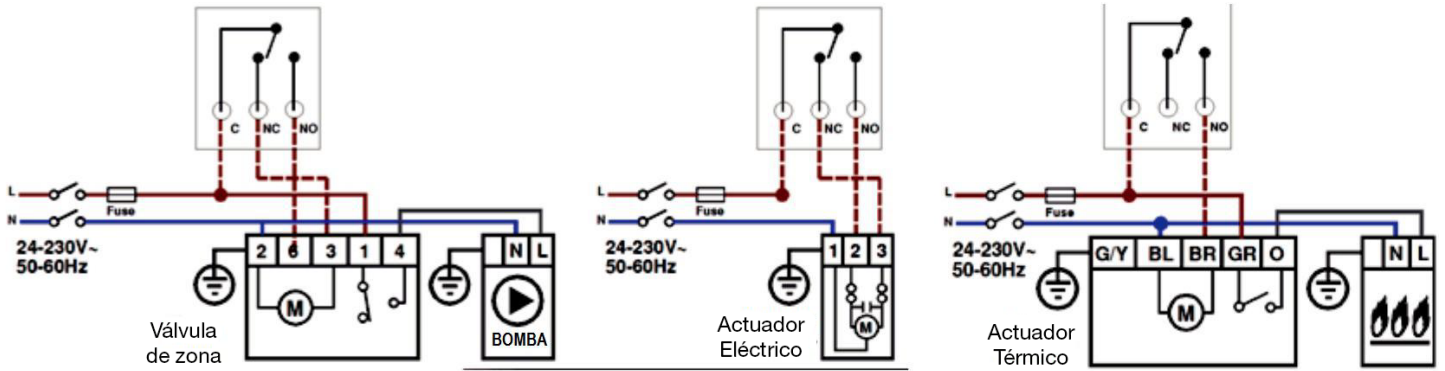 C NC NO
L
Fuse
N
24-230V~
50-60Hz
2 6 3 1 4
M
N L
BOMBA
Válvula
de zona
C NC NO
L
Fuse
N
24-230V~
50-60Hz
1 2 3
M
Actuador
Eléctrico
C NC NO
L
Fuse
N
24-230V~
50-60Hz
G/Y BL BR GR O
M
N L
Actuador
Térmico